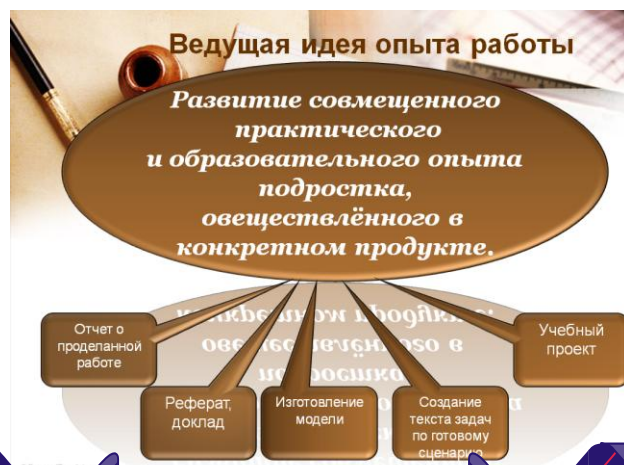 Ведущая идея опыта работы
Развитие совмещенного
практического
и образовательного опыта
подростка,
овеществлённого в
конкретном продукте.
Отчет о
проделанной
работе
Реферат,
доклад
Изготовление
модели
Создание
текста задач
по готовому
сценарию
Учебный
проект